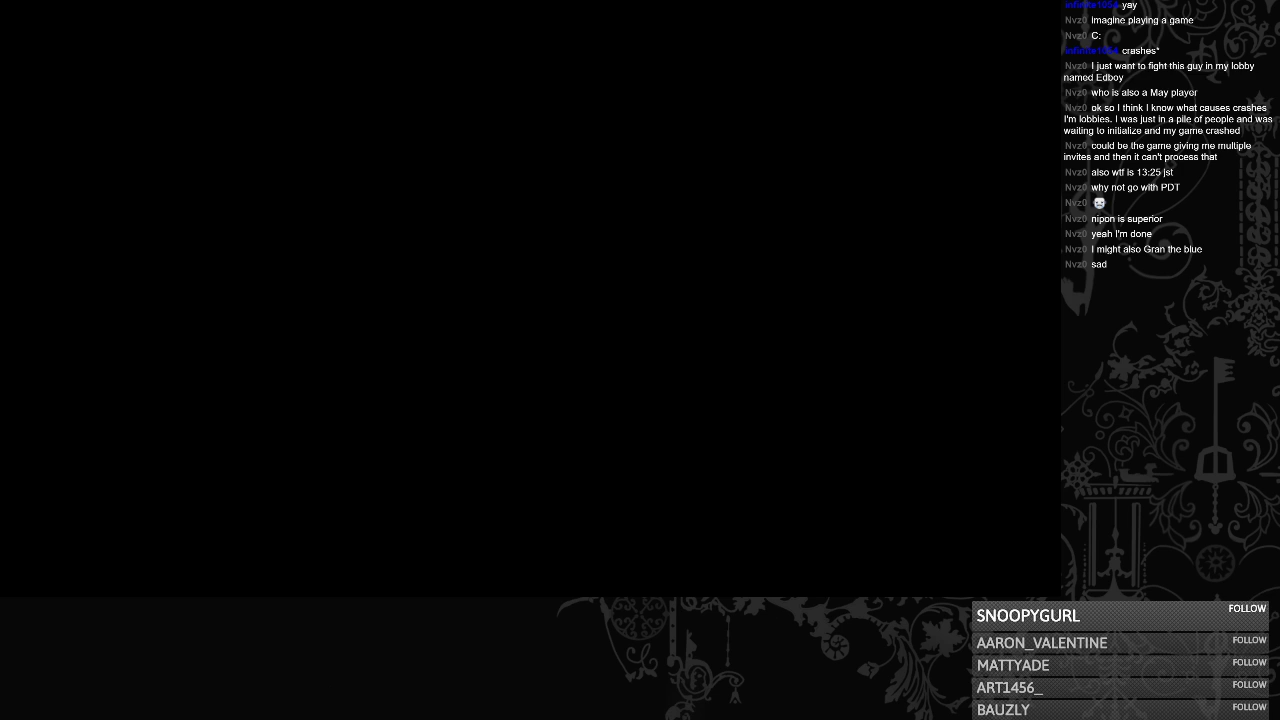 infinite1054 yay
Nvz0 Imagine playing a game
Nvz0 C:
infinite1054 crashes*
Nvz0 I just want to fight this guy in my lobby
named Edboy
Nvz0 who is also a May player
Nvz0 ok so I think I know what causes crashes
I'm lobbies. I was just in a pile of people and was
waiting to initialize and my game crashed
Nvz0 could be the game giving me multiple
invites and then it can't process that
Nvz0 also wtf is 13:25 jst
Nvz0 why not go with PDT
Nvz0
Nvz0 nipon is superior
Nvz0 yeah I'm done
Nvz0 I might also Gran the blue
Nvz0 sad
SNOOPYGURL FOLLOW
AARON_VALENTINE FOLLOW
MATTYADE FOLLOW
ART1456_ FOLLOW
BAUZLY FOLLOW